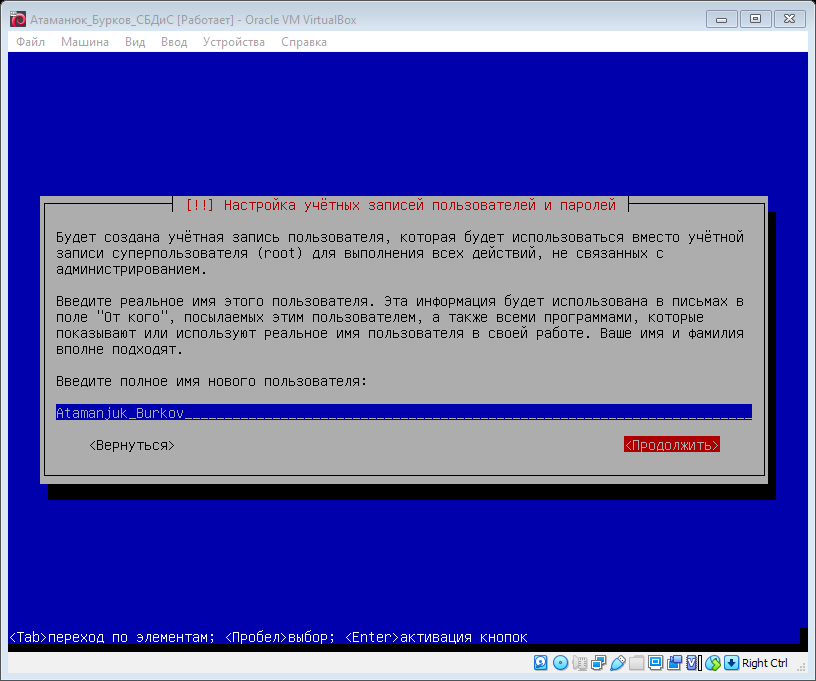 Атаманюк_Бурков_СБДиС [Работает] - Oracle VM VirtualBox
Файл Машина Вид Ввод Устройства Справка
[!!] Настройка учётных записей пользователей и паролей
Будет создана учётная запись пользователя, которая будет использоваться вместо учётной
записи суперпользователя (root) для выполнения всех действий, не связанных с
администрированием.
Введите реальное имя этого пользователя. Эта информация будет использована в письмах в
поле "От кого", посылаемых этим пользователем, а также всеми программами, которые
показывают или используют реальное имя пользователя в своей работе. Ваше имя и фамилия
вполне подходят.
Введите полное имя нового пользователя:
Atamanjuk_Burkov
<Вернуться> <Продолжить>
<Tab>переход по элементам; <Пробел>выбор; <Enter>активация кнопок
Right Ctrl